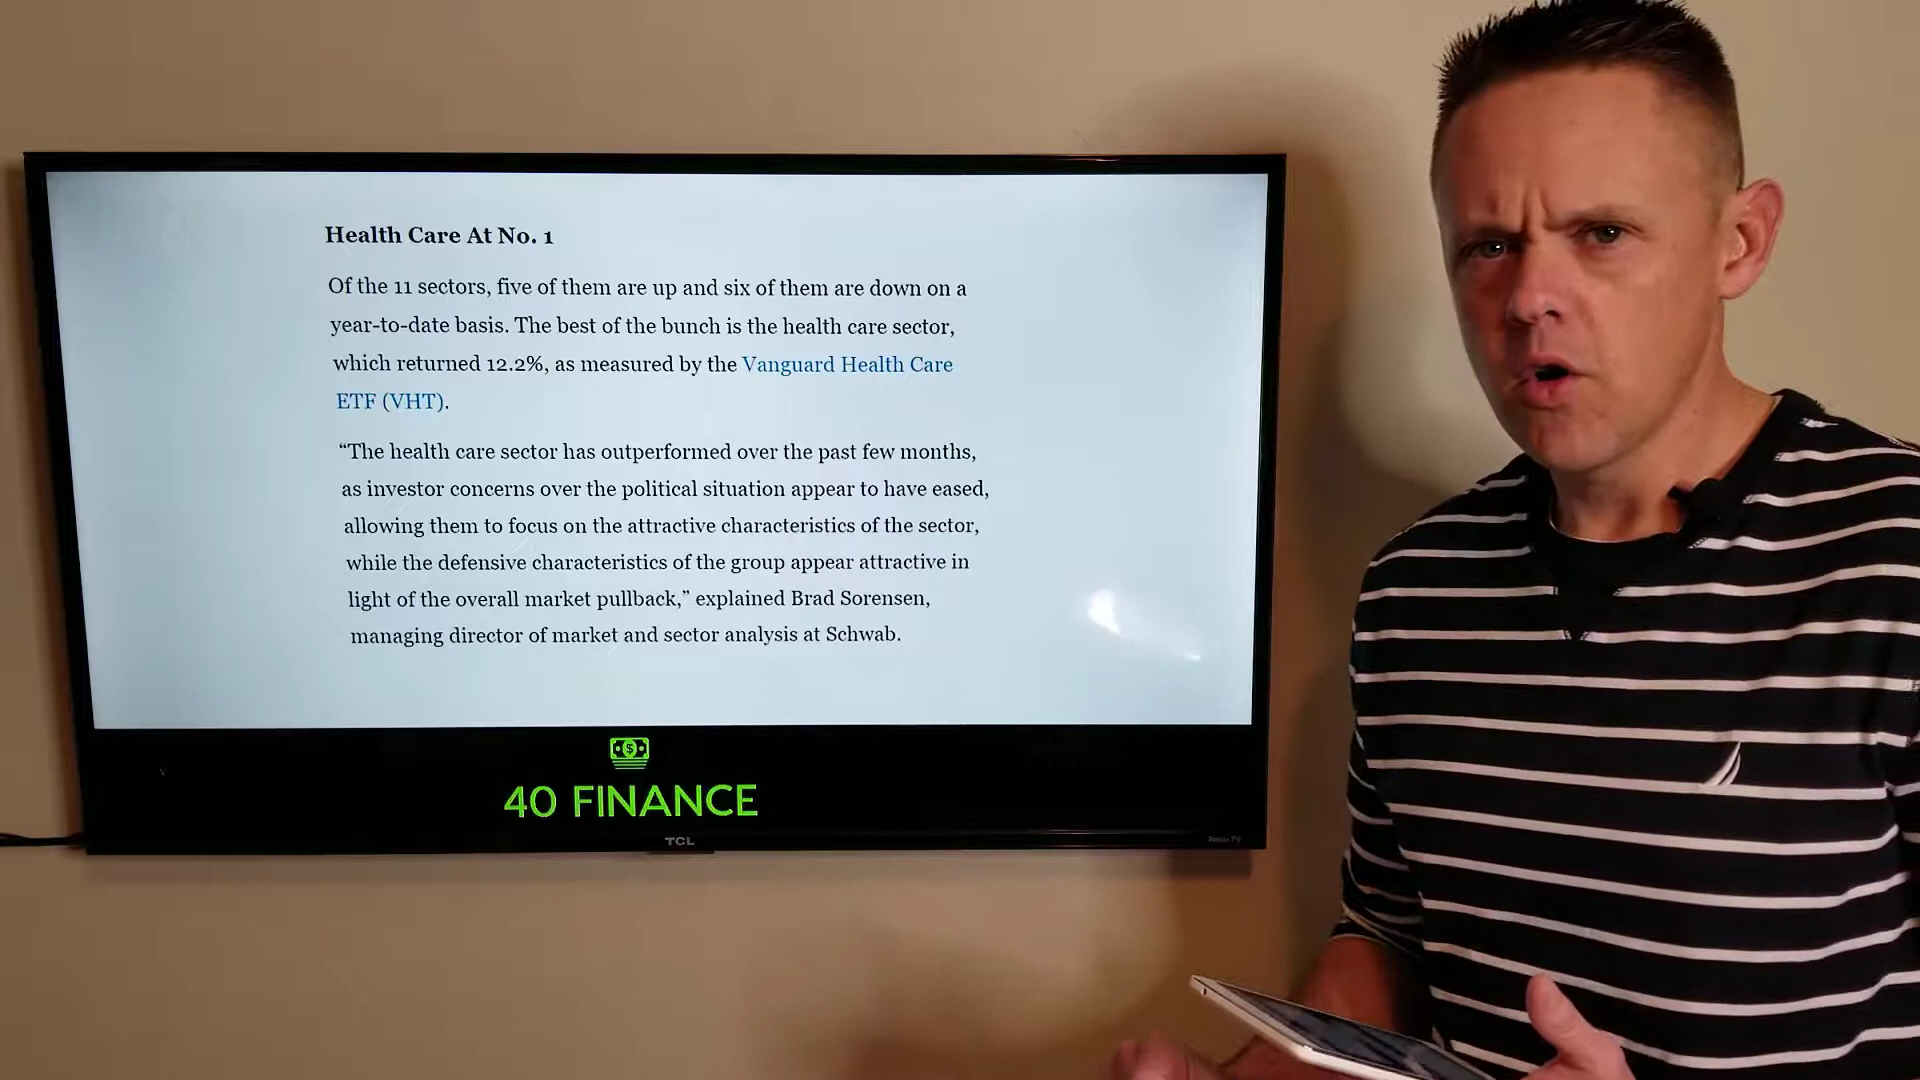 Health Care At No. 1
Of the 11 sectors, five of them are up and six of them are down on a
year-to-date basis. The best of the bunch is the health care sector,
which returned 12.2%, as measured by the Vanguard Health Care
ETF (VHT).
“The health care sector has outperformed over the past few months,
as investor concerns over the political situation appear to have eased,
allowing them to focus on the attractive characteristics of the sector,
while the defensive characteristics of the group appear attractive in
light of the overall market pullback,” explained Brad Sorensen,
managing director of market and sector analysis at Schwab.
$
40 FINANCE
TCL
Roku TV